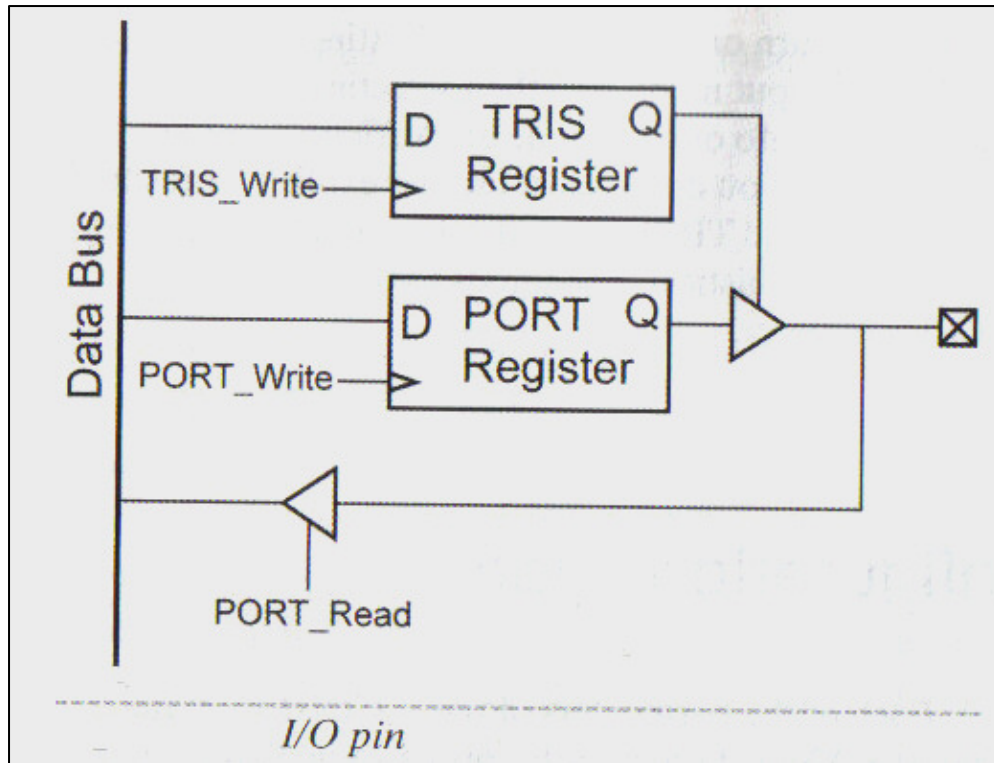 D TRIS Q
Register
TRIS_Write
Data Bus
D PORT Q
Register
PORT_Write
PORT_Read
I/O pin